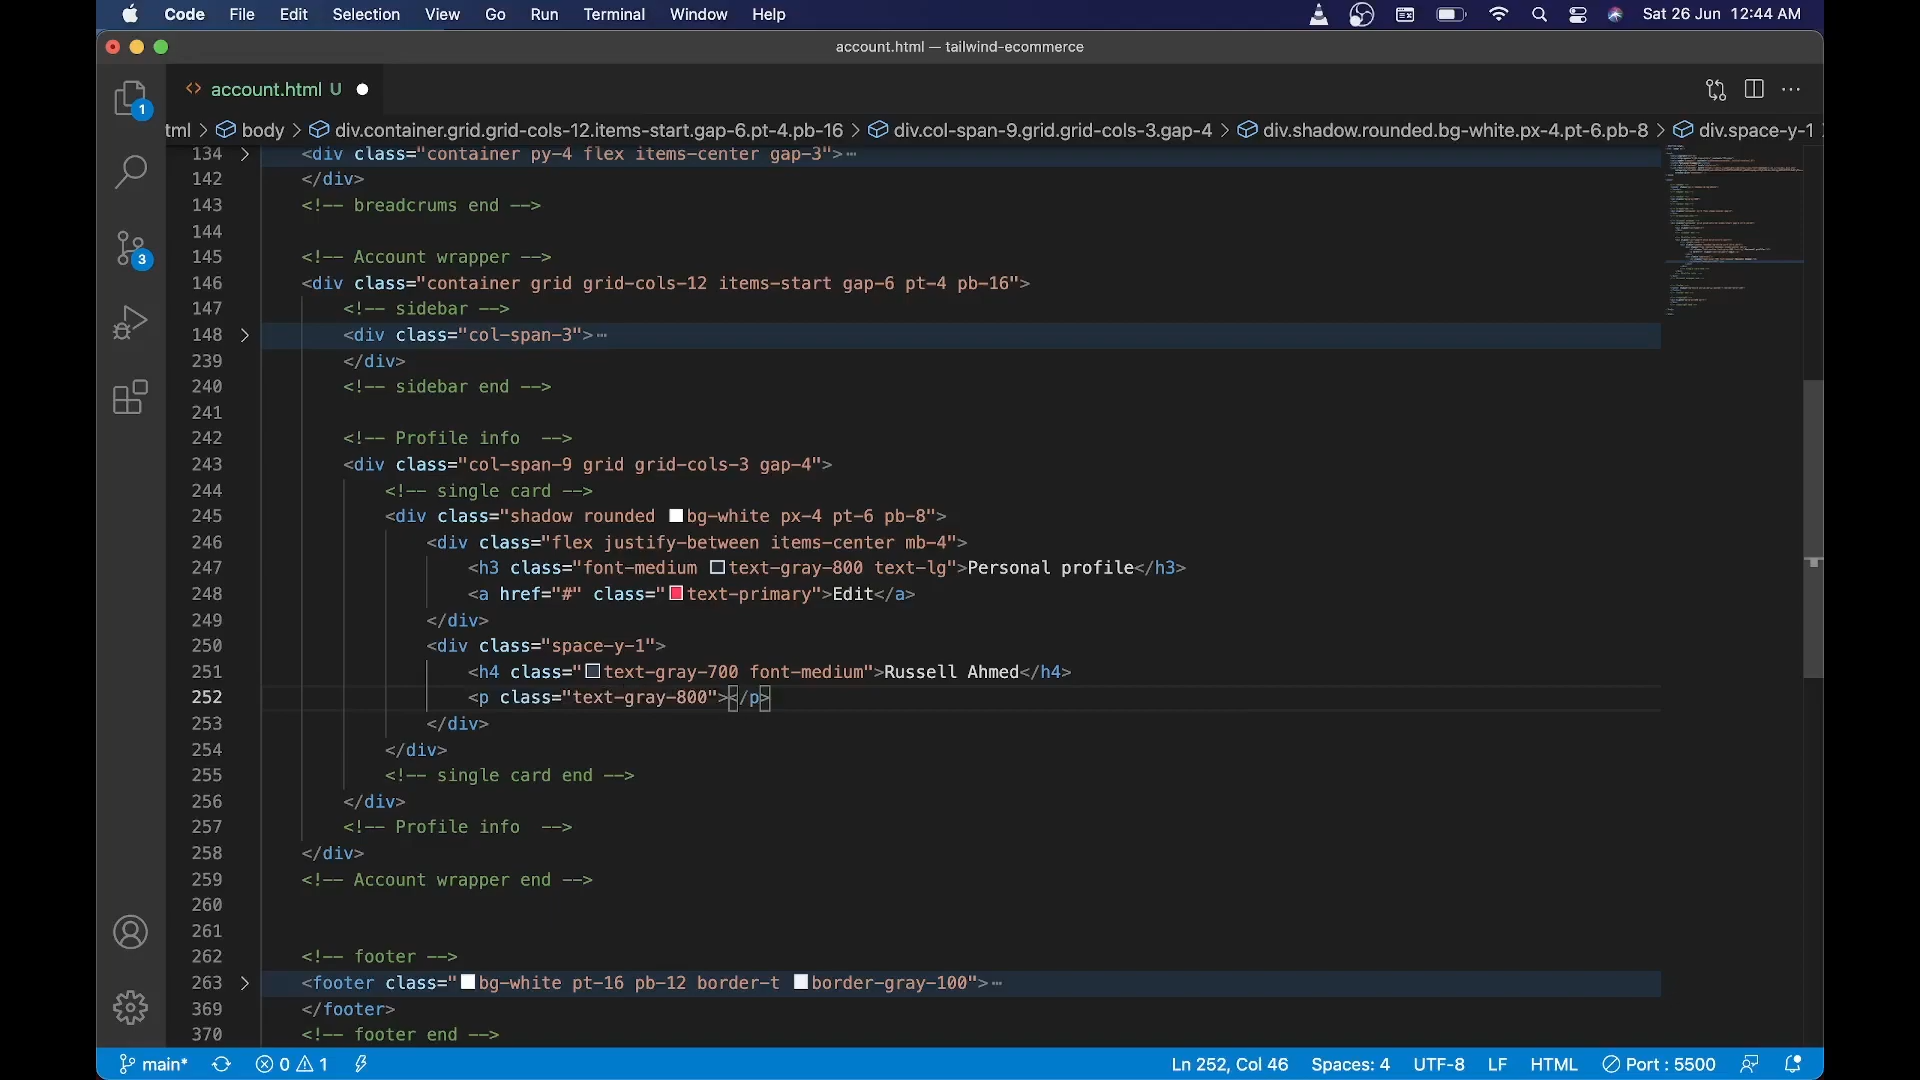 Code File Edit Selection View Go Run Terminal Window Help Sat 26 Jun 12:44 AM
account.html — tailwind-ecommerce
<> account.html U
1
tml > body > div.container.grid.grid-cols-12.items-start.gap-6.pt-4.pb-16 > div.col-span-9.grid.grid-cols-3.gap-4 > div.shadow.rounded.bg-white.px-4.pt-6.pb-8 > div.space-y-1
134 <div class="container py-4 flex items-center gap-3">⋯
142 </div>
143 <!-- breadcrums end -->
144
145 <!-- Account wrapper -->
146 <div class="container grid grid-cols-12 items-start gap-6 pt-4 pb-16">
147 <!-- sidebar -->
3
148 <div class="col-span-3">⋯
239 </div>
240 <!-- sidebar end -->
241
242 <!-- Profile info  -->
243 <div class="col-span-9 grid grid-cols-3 gap-4">
244 <!-- single card -->
245 <div class="shadow rounded bg-white px-4 pt-6 pb-8">
246 <div class="flex justify-between items-center mb-4">
247 <h3 class="font-medium text-gray-800 text-lg">Personal profile</h3>
248 <a href="#" class="text-primary">Edit</a>
249 </div>
250 <div class="space-y-1">
251 <h4 class="text-gray-700 font-medium">Russell Ahmed</h4>
252 <p class="text-gray-800"></p>
253 </div>
254 </div>
255 <!-- single card end -->
256 </div>
257 <!-- Profile info  -->
258 </div>
259 <!-- Account wrapper end -->
260
261
262 <!-- footer -->
263 <footer class="bg-white pt-16 pb-12 border-t border-gray-100">⋯
369 </footer>
370 <!-- footer end -->
main* 0 1 Ln 252, Col 46 Spaces: 4 UTF-8 LF HTML Port : 5500